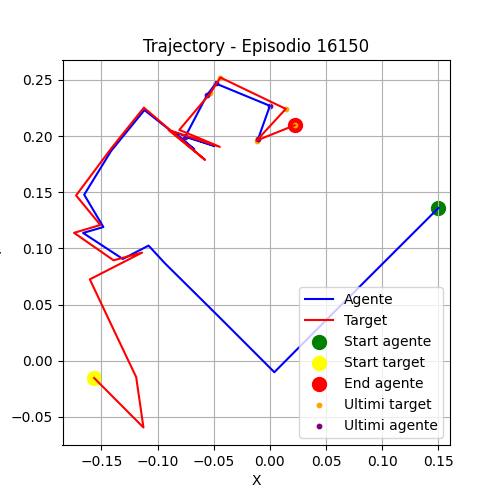 Trajectory - Episodio 16150
0.25
0.20
0.15
0.10
0.05
0.00
−0.05
−0.15
−0.10
−0.05
0.00
0.05
0.10
0.15
X
Agente
Target
Start agente
Start target
End agente
Ultimi target
Ultimi agente